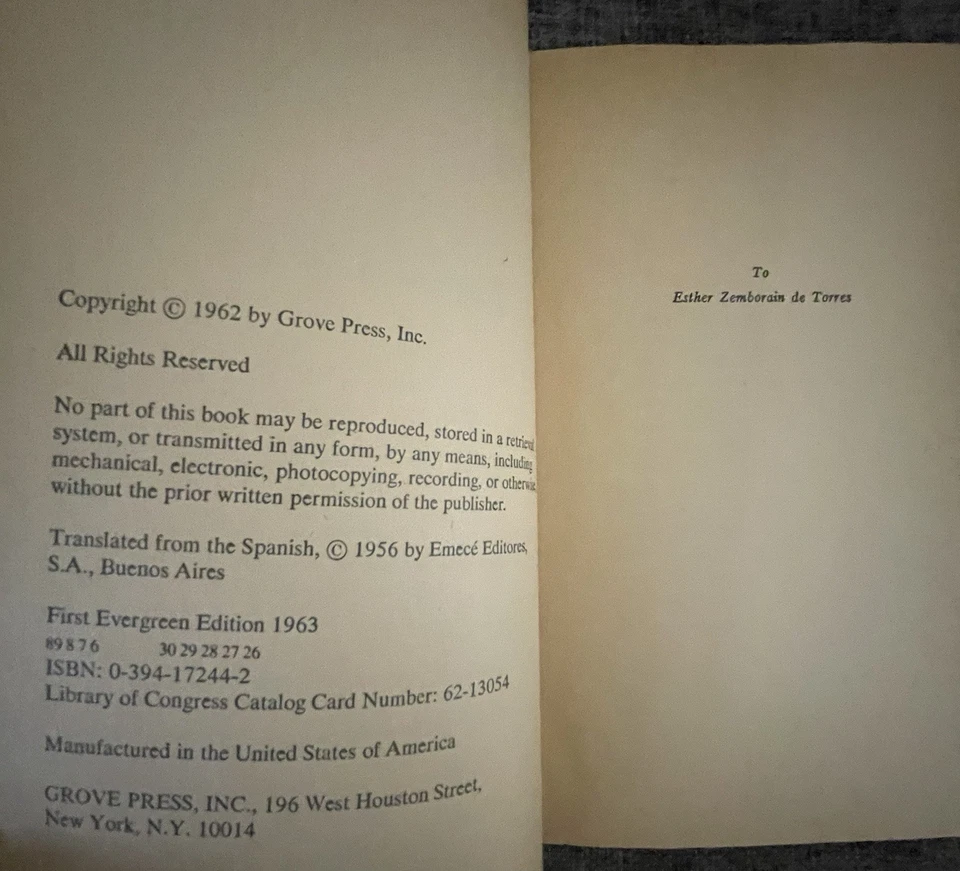 Copyright © 1962 by Grove Press, Inc.
All Rights Reserved
No part of this book may be reproduced, stored in a retrieval
system, or transmitted in any form, by any means, including
mechanical, electronic, photocopying, recording, or otherwise
without the prior written permission of the publisher.
Translated from the Spanish, © 1956 by Emecé Editores,
S.A., Buenos Aires
First Evergreen Edition 1963
89 8 7 6 30 29 28 27 26
ISBN: 0-394-17244-2
Library of Congress Catalog Card Number: 62-13054
Manufactured in the United States of America
GROVE PRESS, INC., 196 West Houston Street,
New York, N.Y. 10014
To
Esther Zemborain de Torres